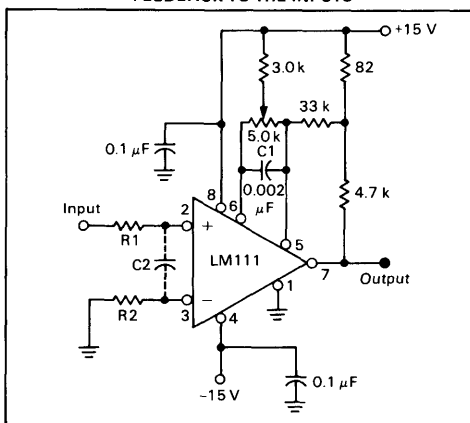 FEEDBACK TO THE INPUTS
+15 V
3.0 k
82
33 k
5.0 k
C1
0.002
μF
0.1 μF
4.7 k
8
6
5
Input
R1
2
+
C2
LM111
7
Output
R2
3
−
1
4
0.1 μF
-15 V